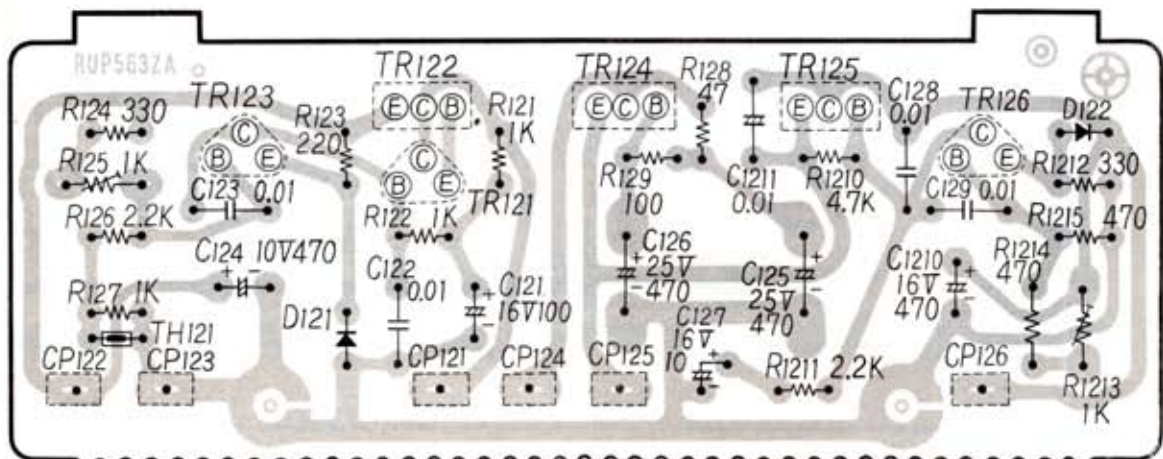 RUP563ZA
TR122
TR124
R128
47
TR125
C128
0.01
TR126
D122
R124 330
TR123
R123
220
R121
1K
E C B
E C B
E C B
C
B E
C
B E
C
B E
R125 1K
C123 0.01
TR121
R129
100
C1211
0.01
R1210
4.7K
C129 0.01
R1212 330
R126 2.2K
R122 1K
R1215 470
C124 10V470
C122
0.01
C126
25V
470
C125
25V
470
C1210
16V
470
R1214
470
R127 1K
D121
C121
16V100
C127
16V
10
TH121
CP122
CP123
CP121
CP124
CP125
R1211 2.2K
CP126
R1213
1K